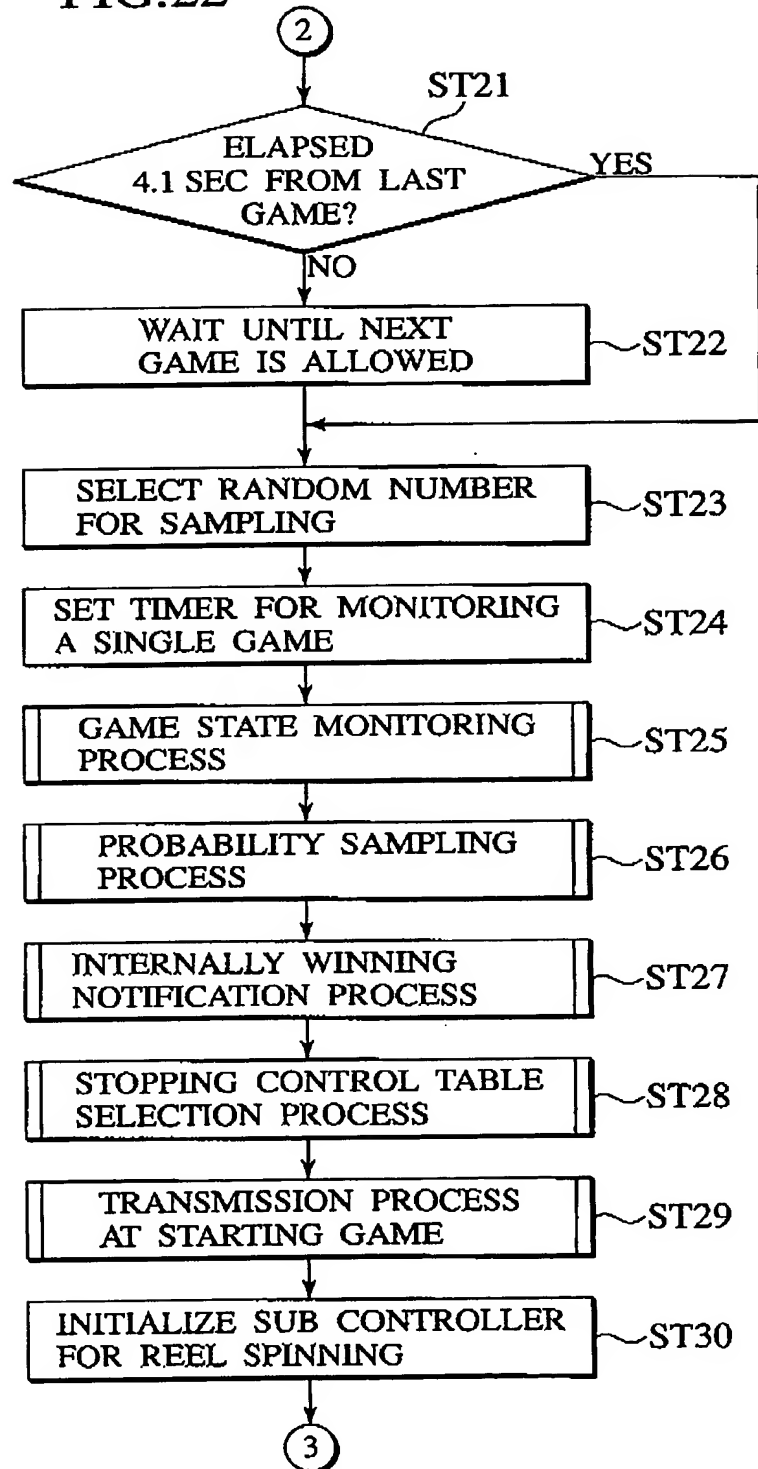 FIG.22
2
ST21
ELAPSED
4.1 SEC FROM LAST
GAME?
YES
NO
WAIT UNTIL NEXT
GAME IS ALLOWED
ST22
SELECT RANDOM NUMBER
FOR SAMPLING
ST23
SET TIMER FOR MONITORING
A SINGLE GAME
ST24
GAME STATE MONITORING
PROCESS
ST25
PROBABILITY SAMPLING
PROCESS
ST26
INTERNALLY WINNING
NOTIFICATION PROCESS
ST27
STOPPING CONTROL TABLE
SELECTION PROCESS
ST28
TRANSMISSION PROCESS
AT STARTING GAME
ST29
INITIALIZE SUB CONTROLLER
FOR REEL SPINNING
ST30
3